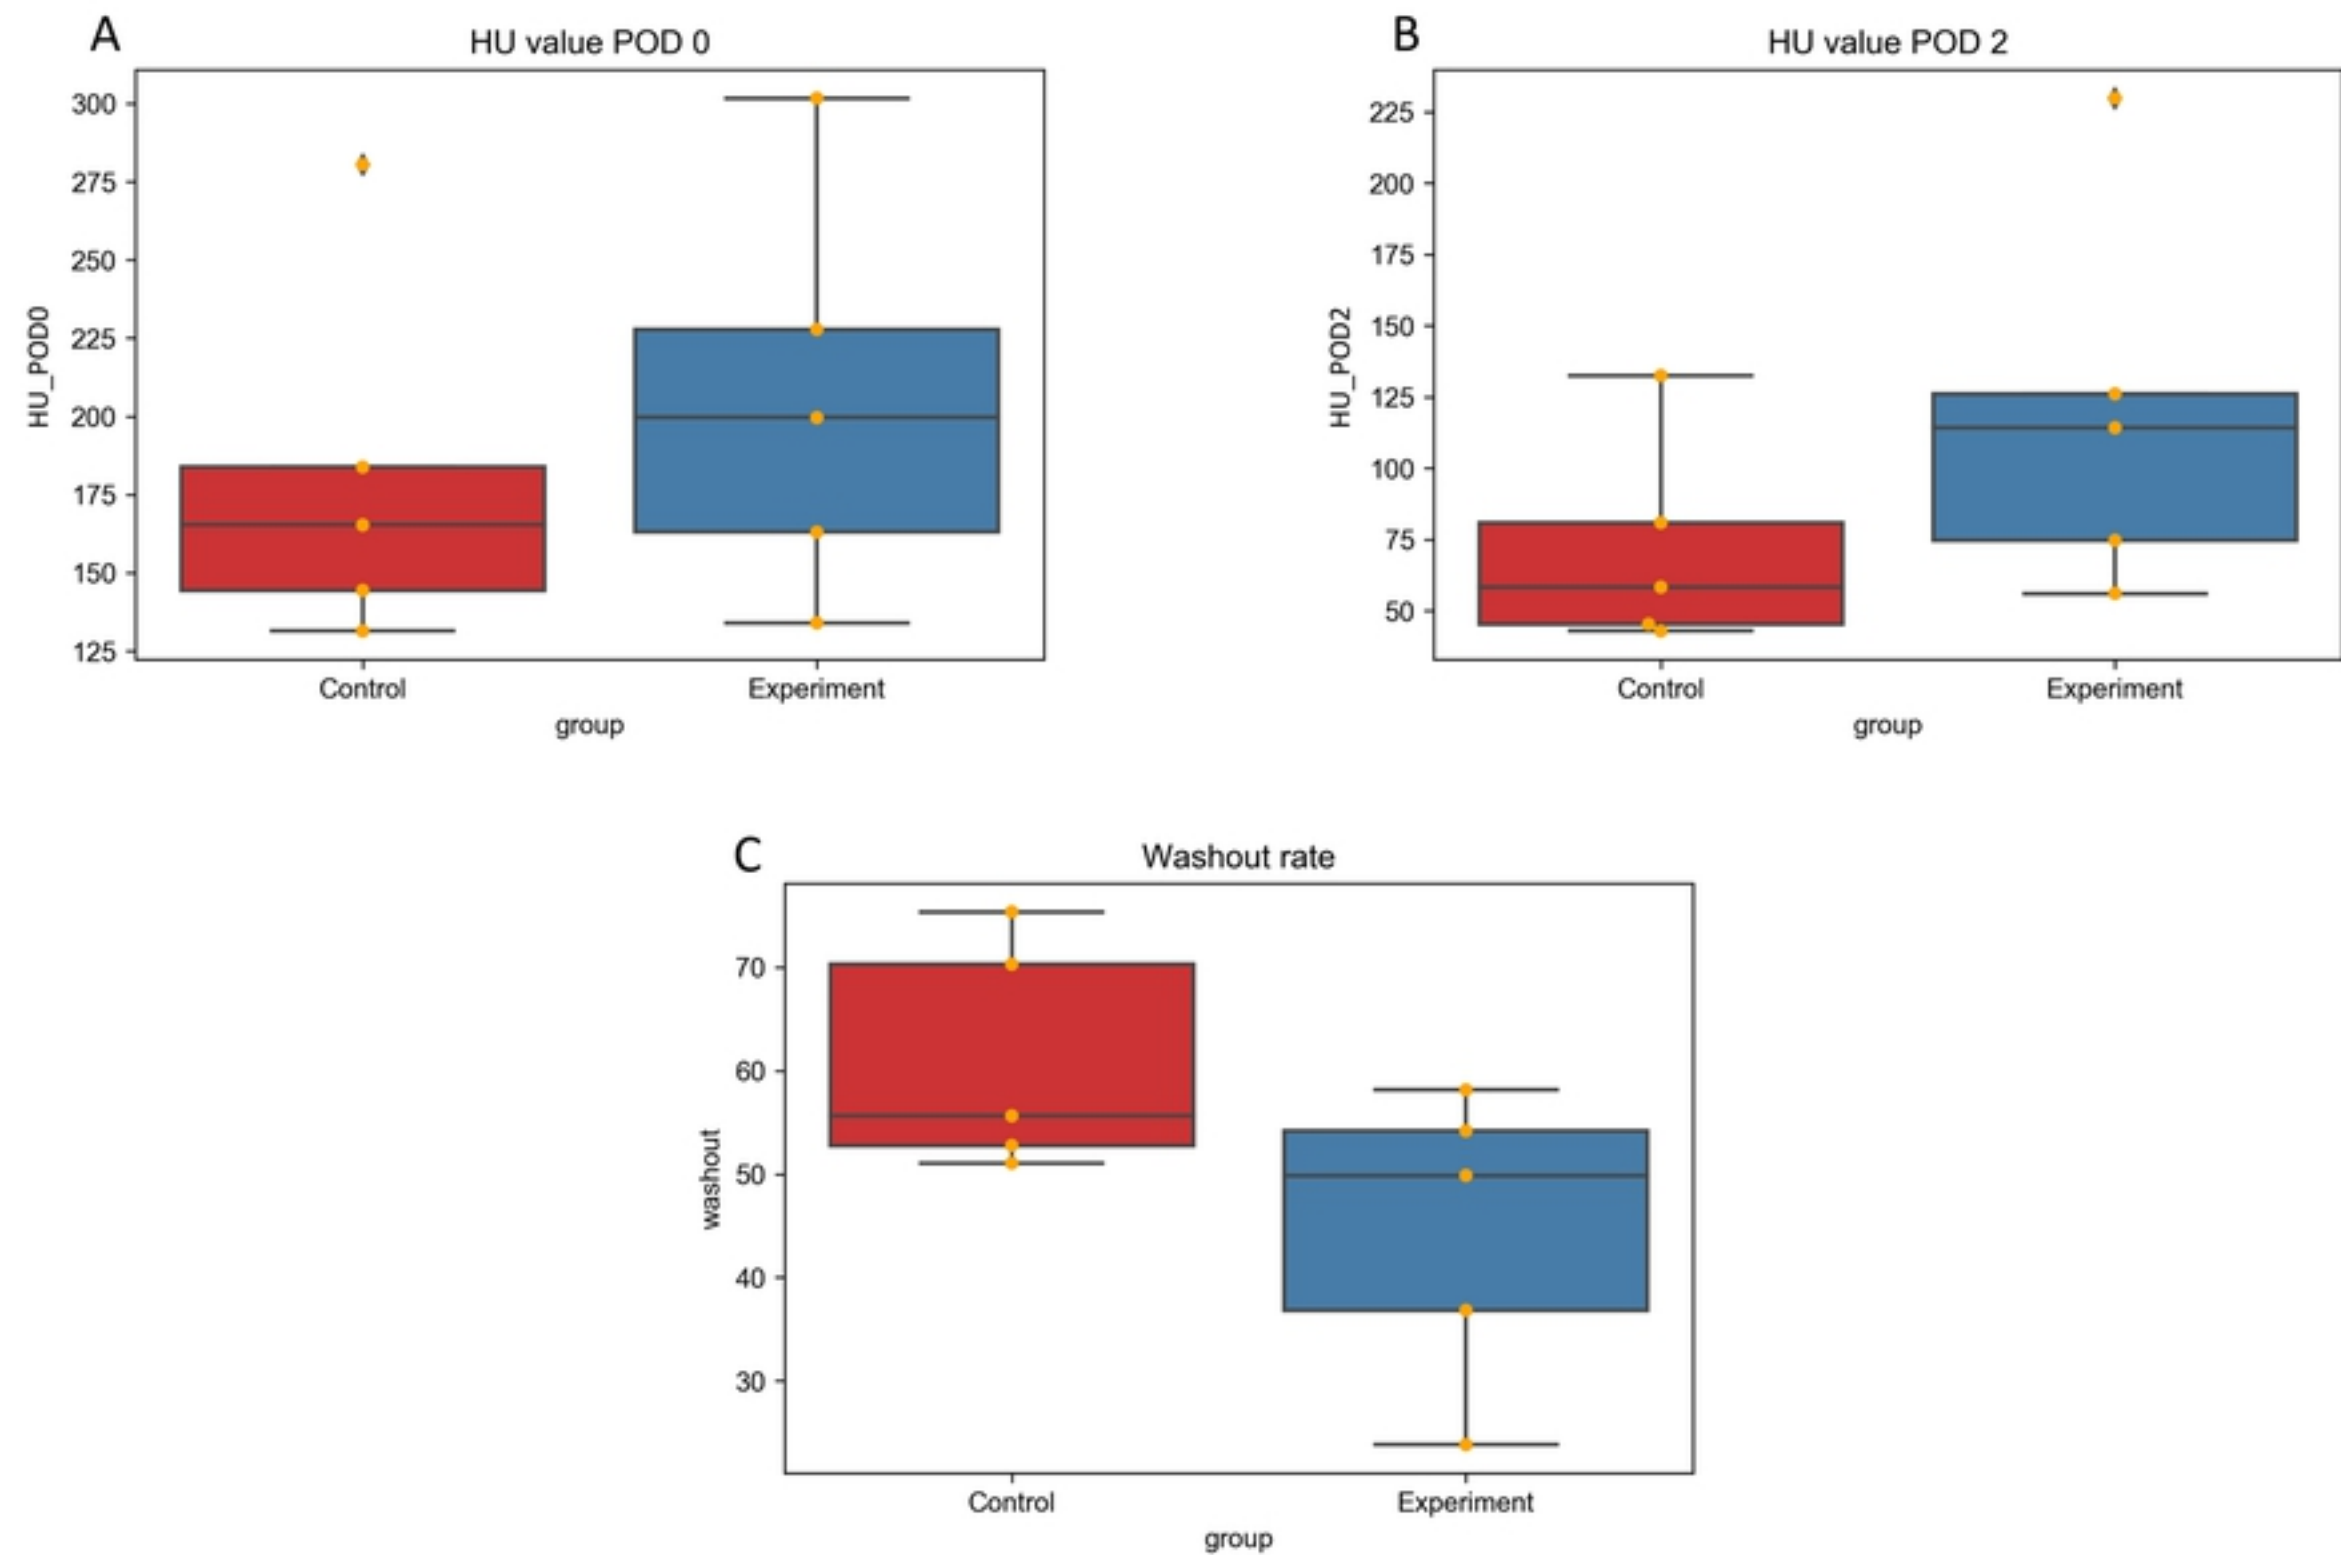 A
HU value POD 0
300
275
250
225
200
175
150
125
HU_POD0
Control
Experiment
group
B
HU value POD 2
225
200
175
150
125
100
75
50
HU_POD2
Control
Experiment
group
C
Washout rate
70
60
50
40
30
washout
Control
Experiment
group